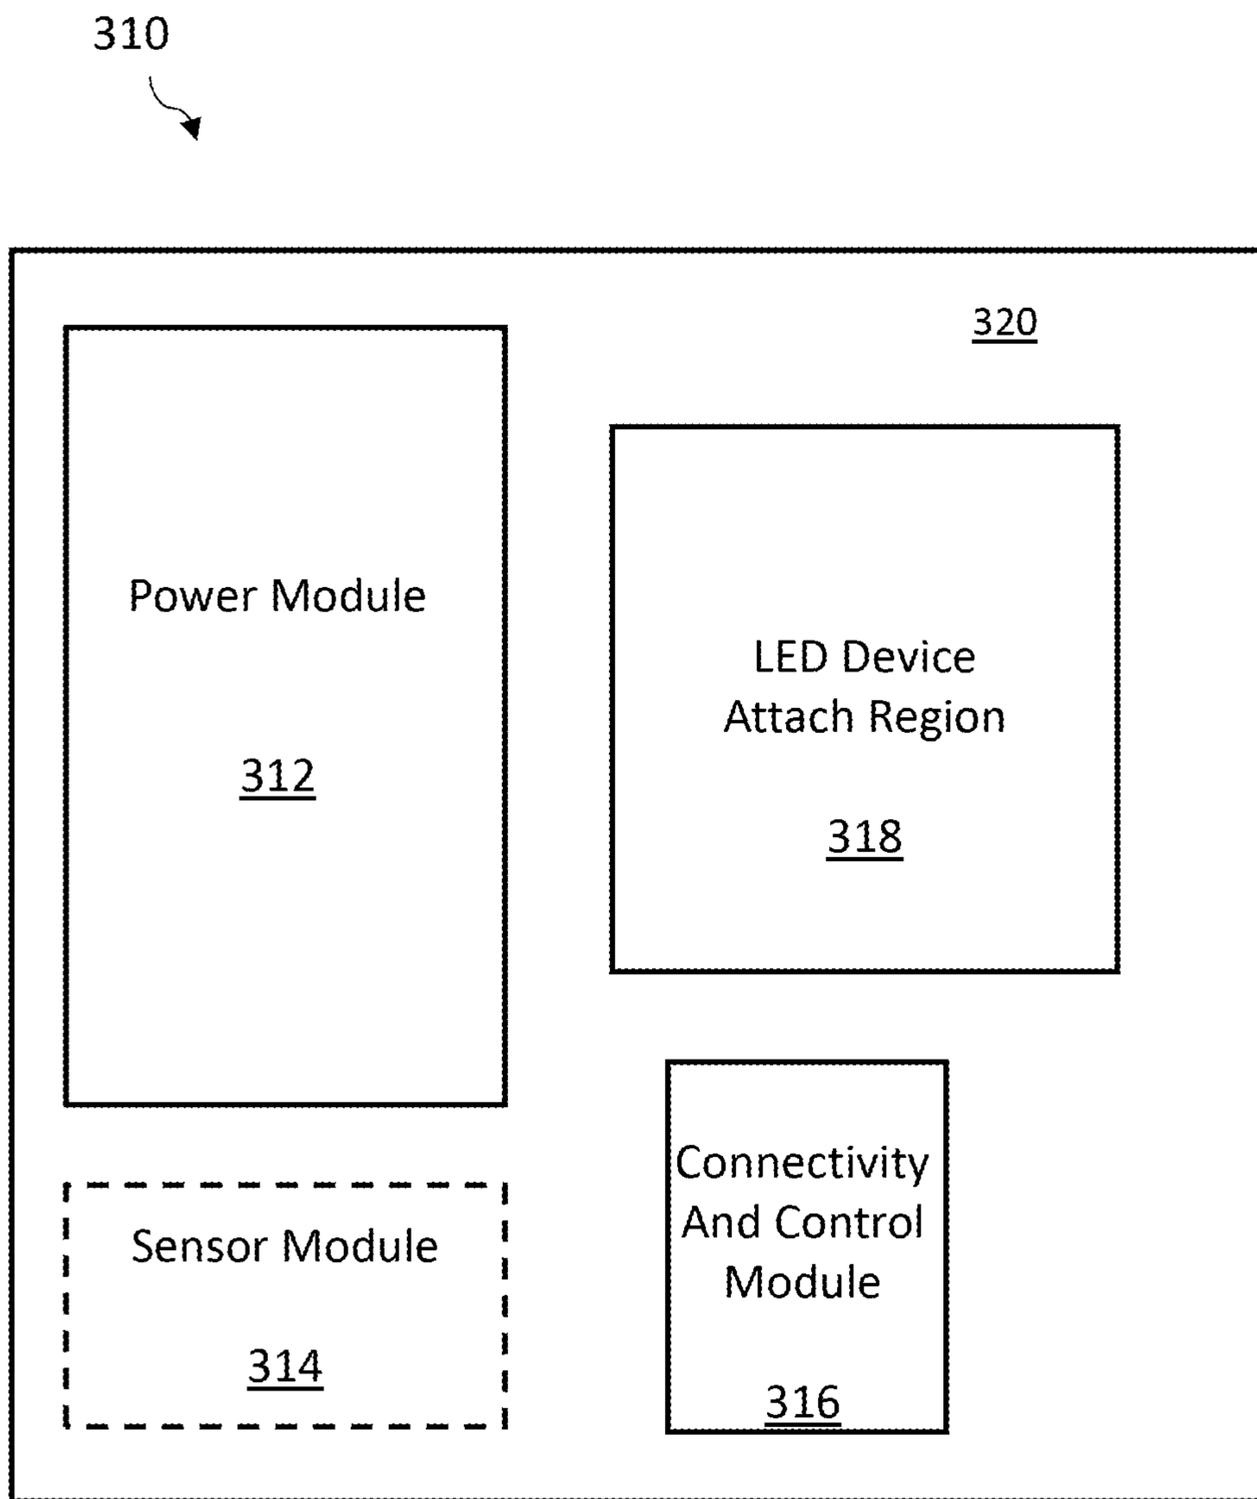 310
320
Power Module
312
LED Device
Attach Region
318
Sensor Module
314
Connectivity
And Control
Module
316